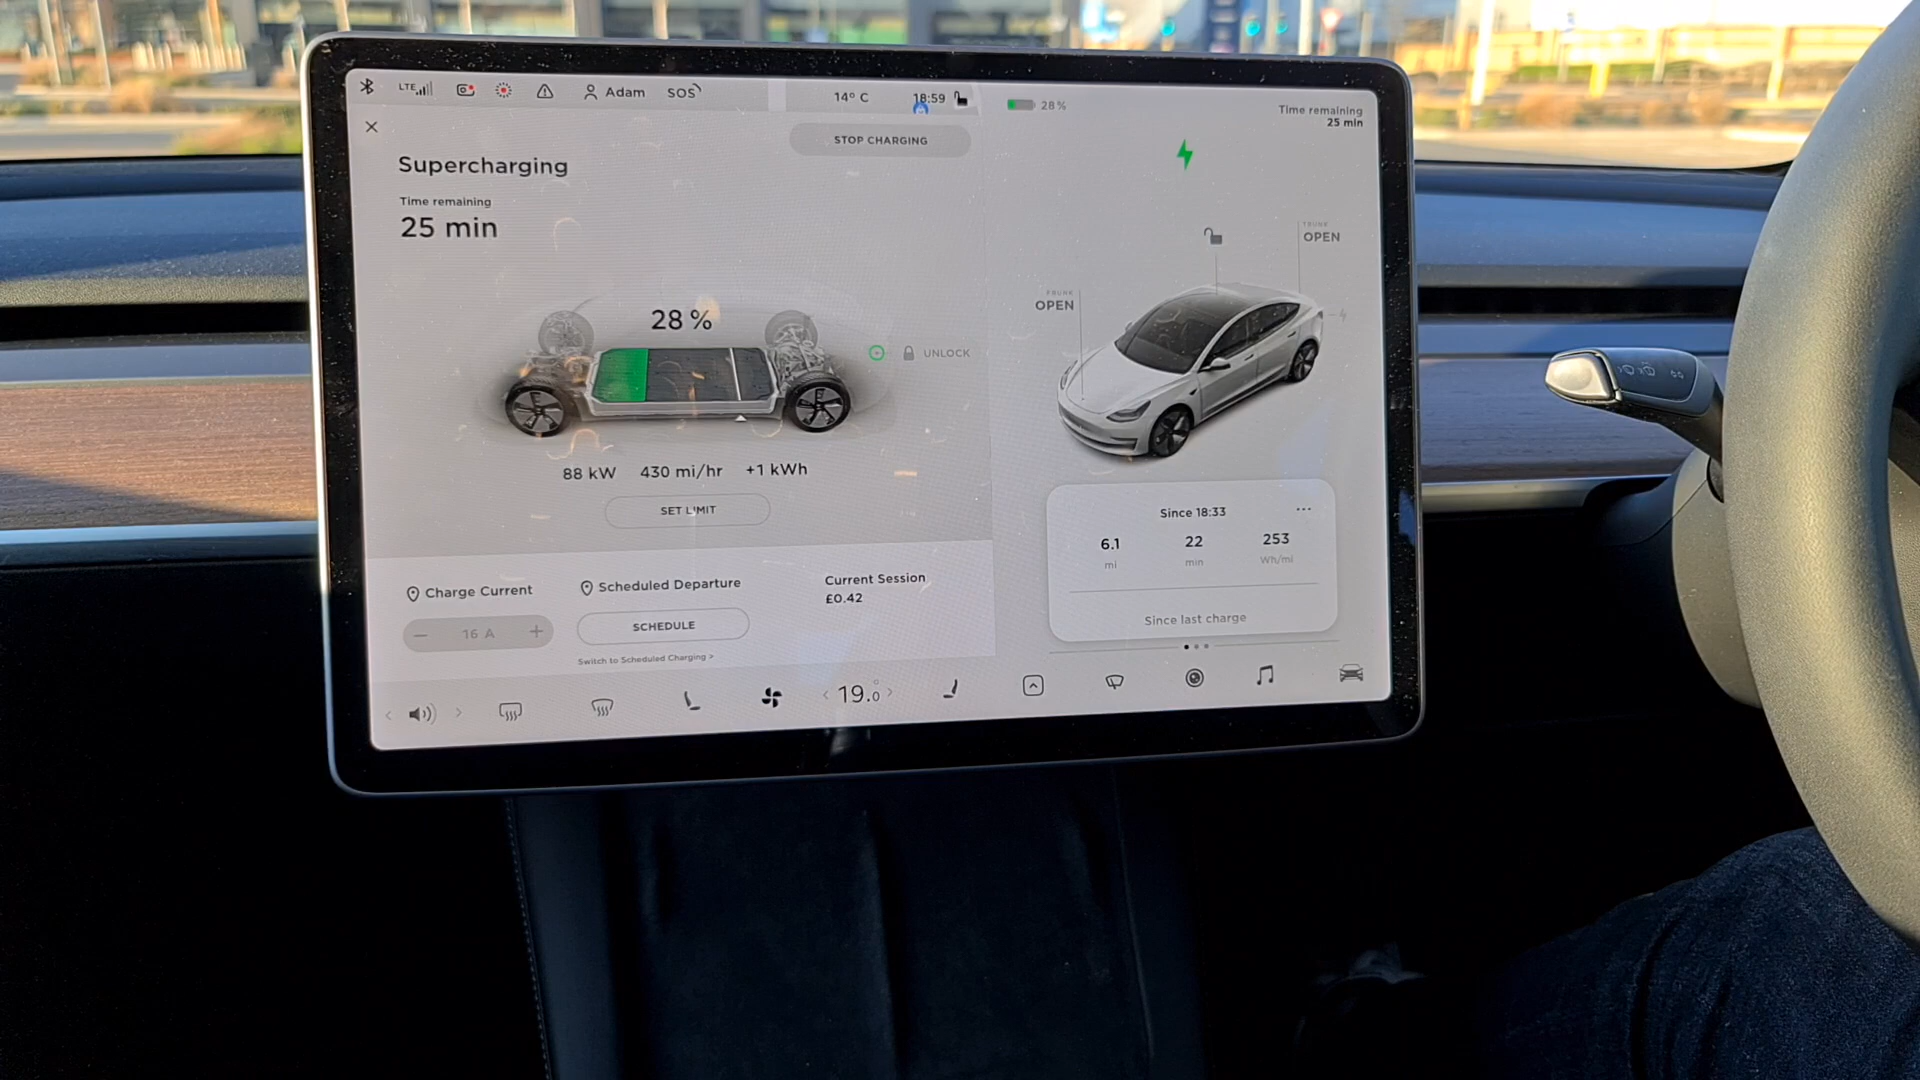 LTE
Adam
SOS
14° C
18:59
28 %
Time remaining
25 min
STOP CHARGING
Supercharging
Time remaining
25 min
TRUNK
OPEN
FRUNK
OPEN
28 %
UNLOCK
88 kW 430 mi/hr +1 kWh
SET LIMIT
Since 18:33
6.1 22 253
mi min Wh/mi
Since last charge
Charge Current
− 16 A +
Scheduled Departure
SCHEDULE
Switch to Scheduled Charging >
Current Session
£0.42
< > < 19.0° >